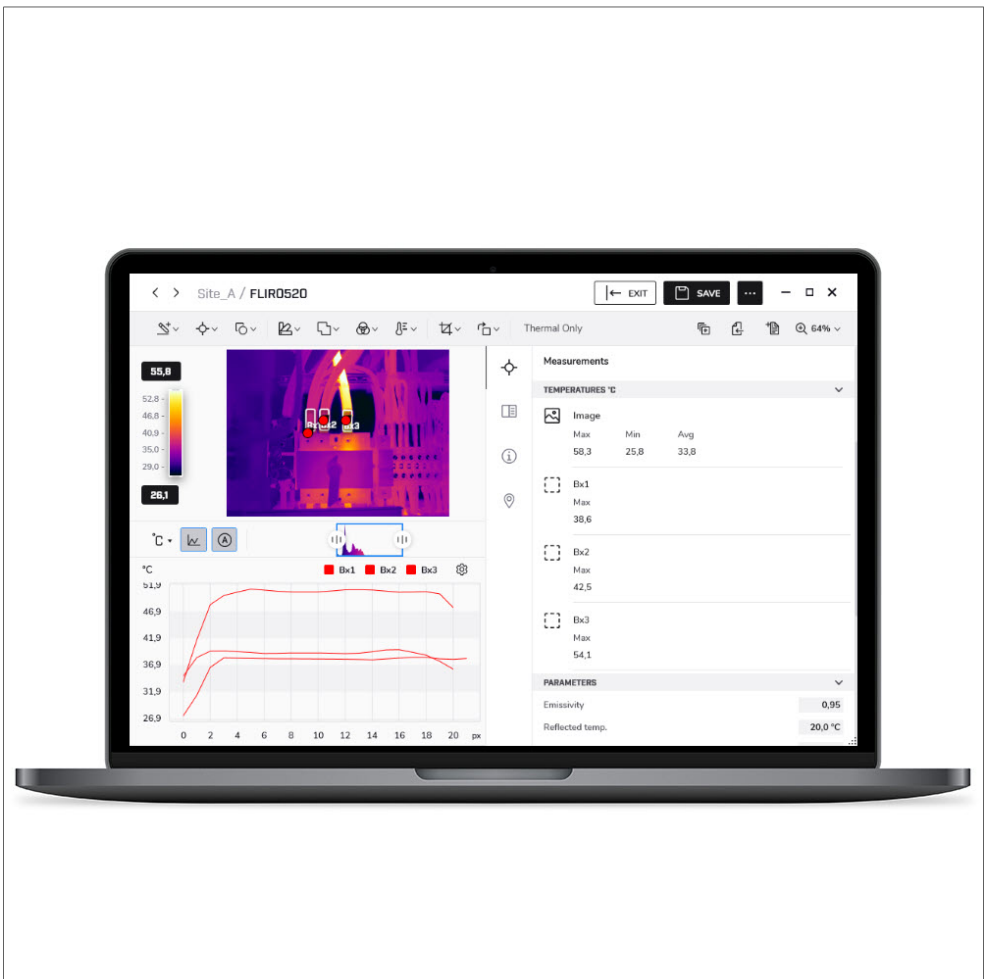 Site_A / FLIR0520
EXIT
SAVE
...
Thermal Only
64%
55,8
52,8
46,8
40,9
35,0
29,0
26,1
Bx2
Bx3
°C
A
°C
Bx1
Bx2
Bx3
51,9
46,9
41,9
36,9
31,9
26,9
0 2 4 6 8 10 12 14 16 18 20 px
Measurements
TEMPERATURES °C
Image
Max Min Avg
58,3 25,8 33,8
Bx1
Max
38,6
Bx2
Max
42,5
Bx3
Max
54,1
PARAMETERS
Emissivity 0,95
Reflected temp. 20,0 °C